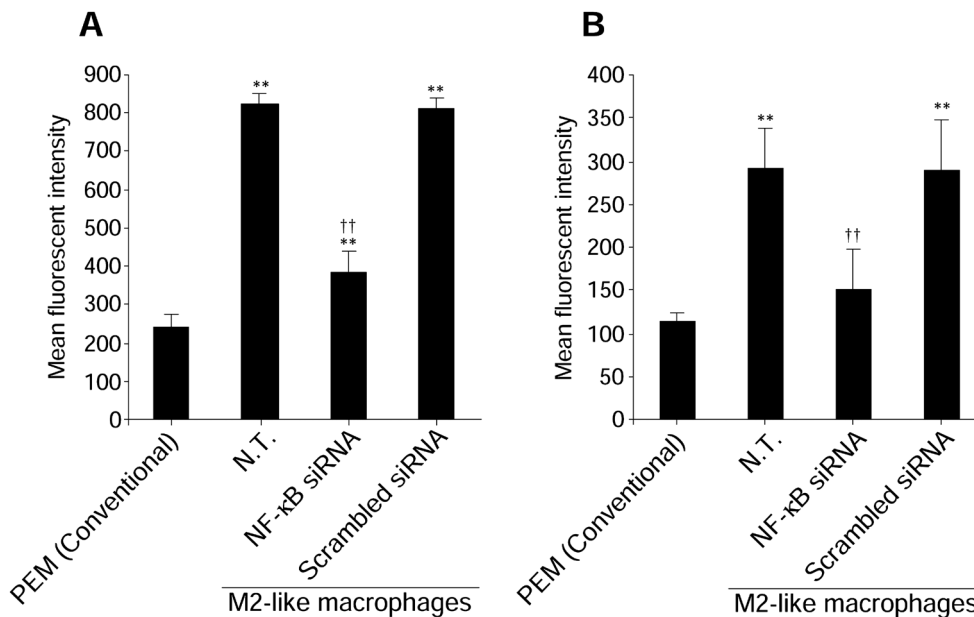 A
Mean fluorescent intensity
900
800
700
600
500
400
300
200
100
0
**
††
**
**
PEM (Conventional)
N.T.
NF-κB siRNA
Scrambled siRNA
M2-like macrophages
B
Mean fluorescent intensity
400
350
300
250
200
150
100
50
0
**
††
**
PEM (Conventional)
N.T.
NF-κB siRNA
Scrambled siRNA
M2-like macrophages